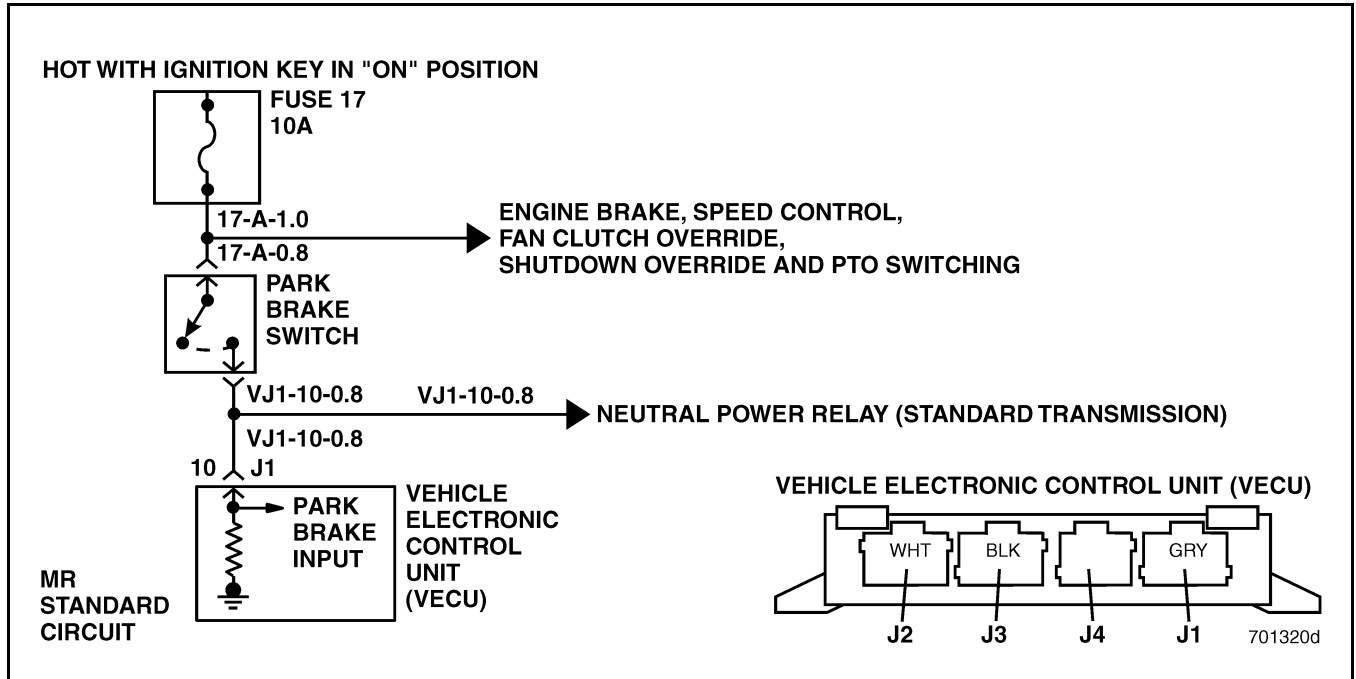 HOT WITH IGNITION KEY IN "ON" POSITION
FUSE 17
10A
17-A-1.0
ENGINE BRAKE, SPEED CONTROL,
FAN CLUTCH OVERRIDE,
SHUTDOWN OVERRIDE AND PTO SWITCHING
17-A-0.8
PARK
BRAKE
SWITCH
VJ1-10-0.8
VJ1-10-0.8
NEUTRAL POWER RELAY (STANDARD TRANSMISSION)
VJ1-10-0.8
10
J1
PARK
BRAKE
INPUT
VEHICLE
ELECTRONIC
CONTROL
UNIT
(VECU)
MR
STANDARD
CIRCUIT
VEHICLE ELECTRONIC CONTROL UNIT (VECU)
WHT
BLK
GRY
J2
J3
J4
J1
701320d